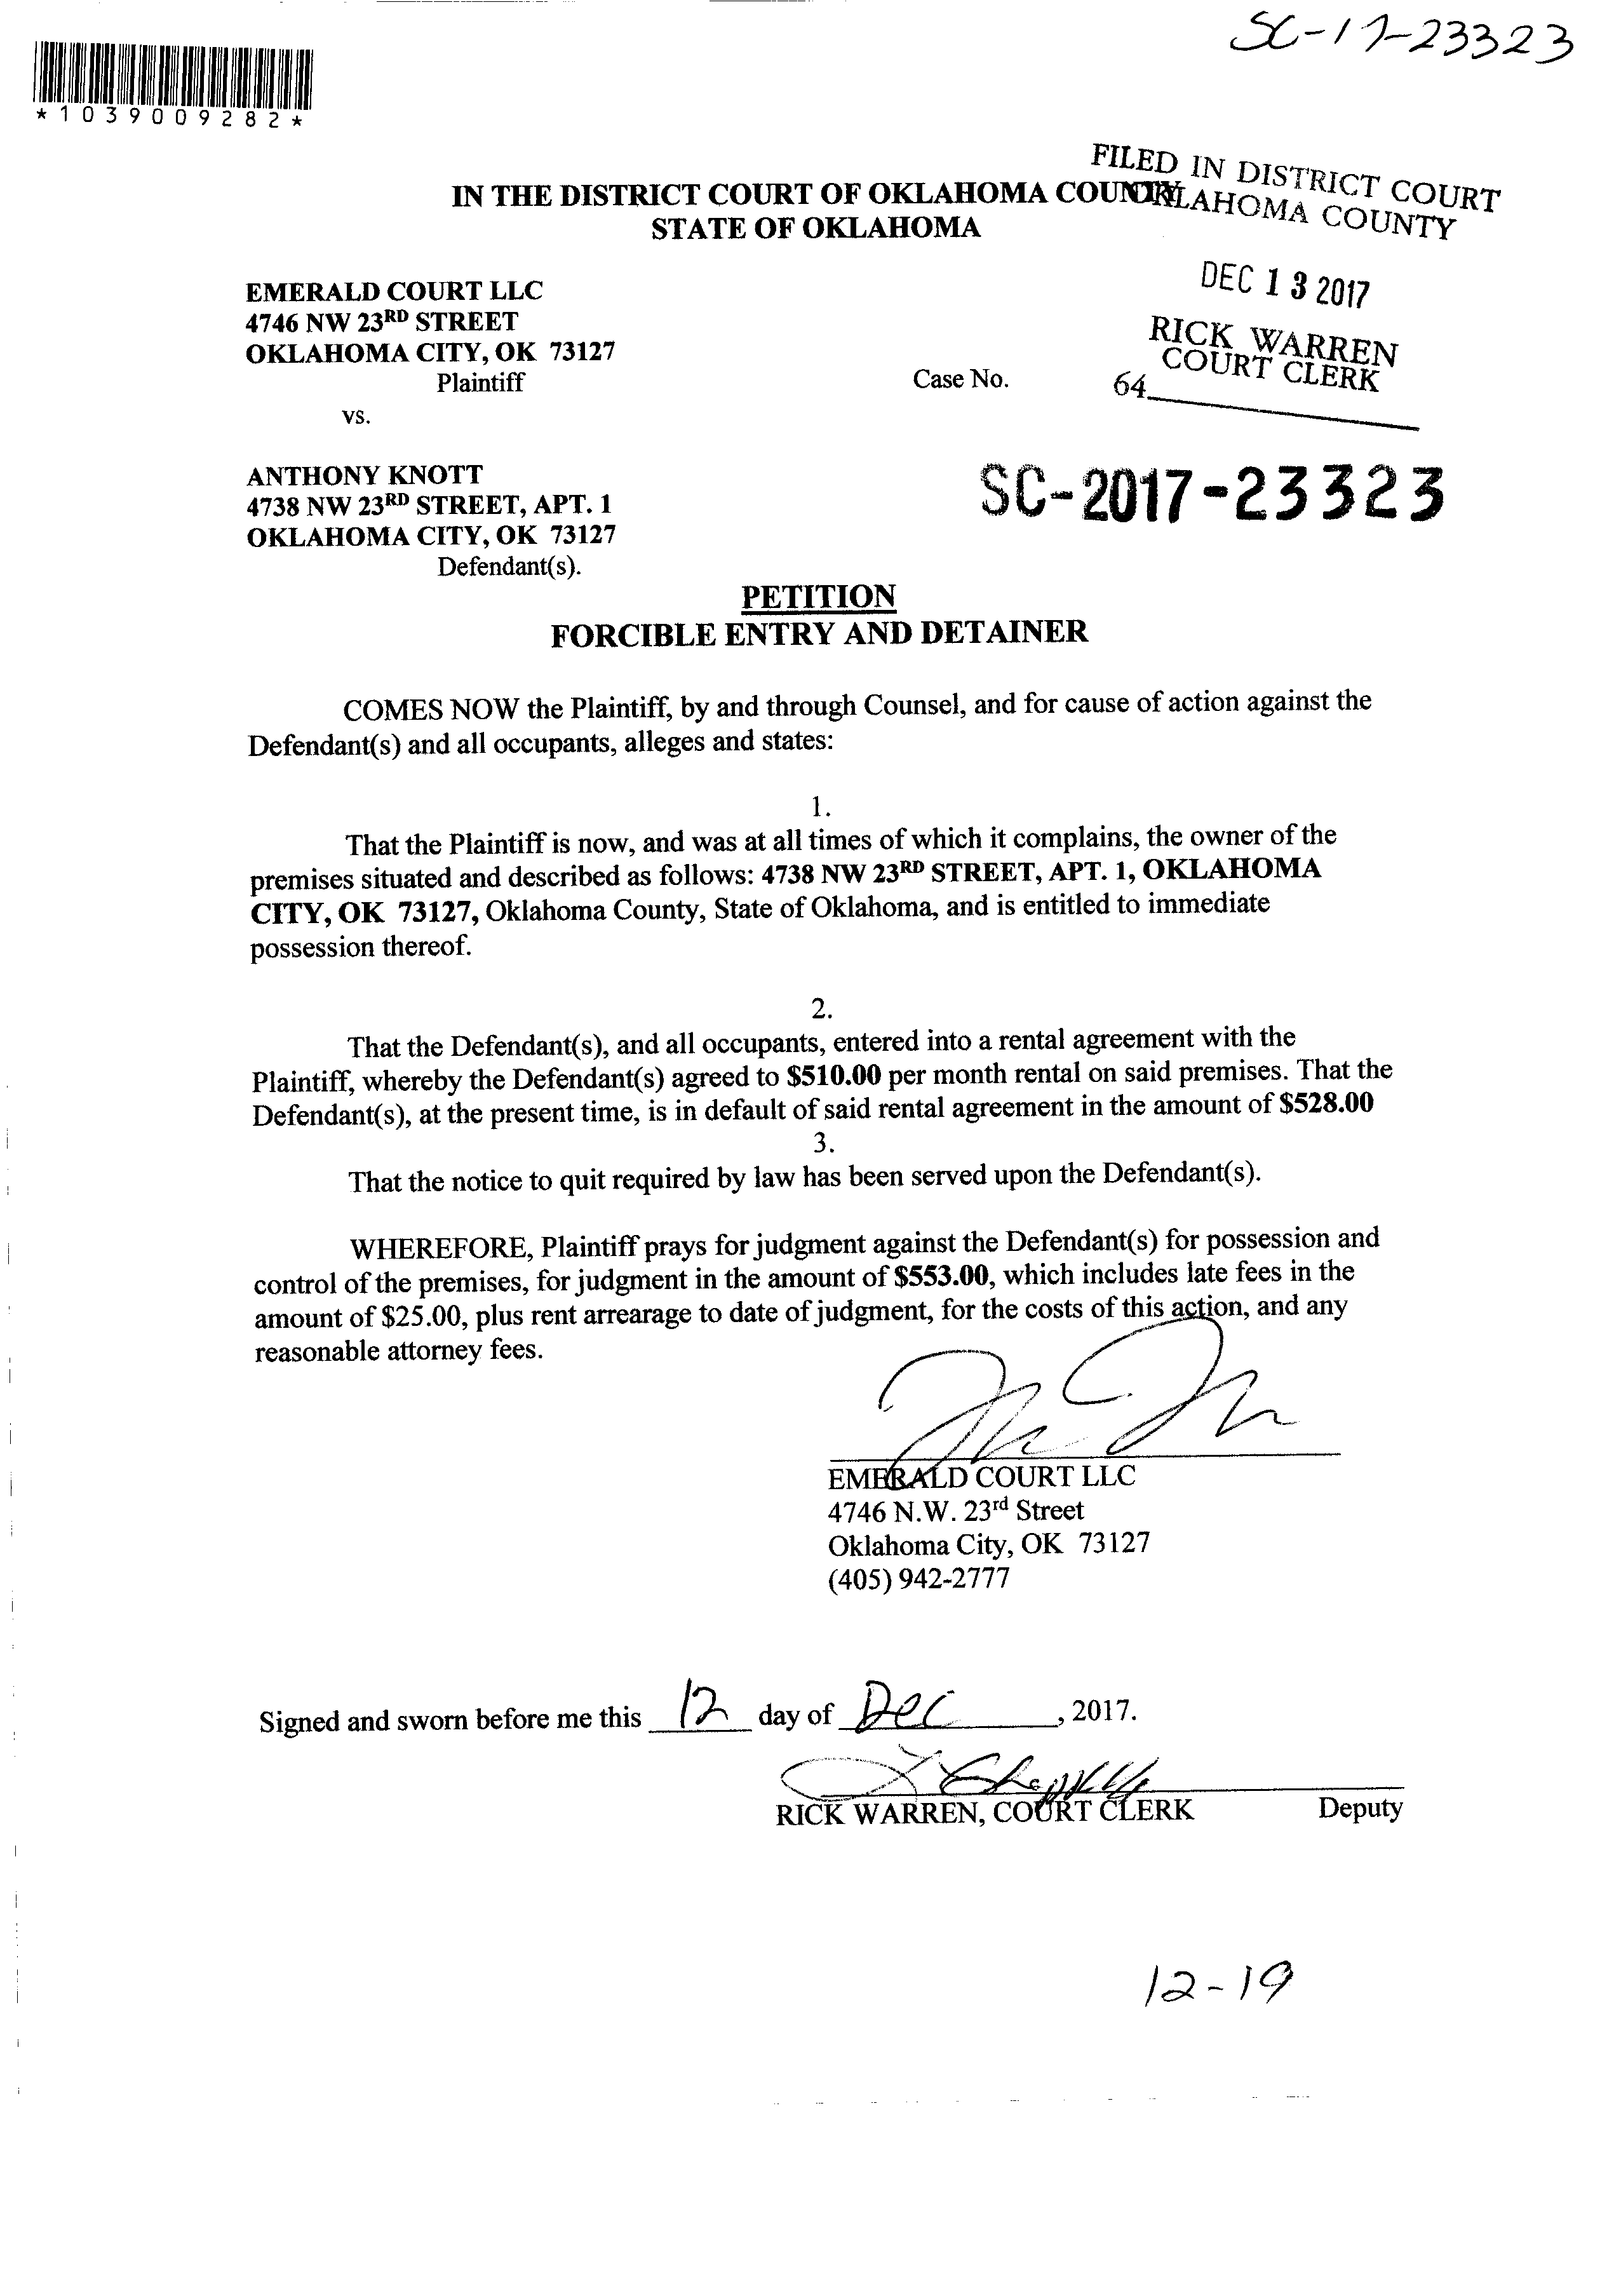 SC-17-23323
*1039009282*
FILED IN DISTRICT COURT
OKLAHOMA COUNTY
IN THE DISTRICT COURT OF OKLAHOMA COUNTY
STATE OF OKLAHOMA
DEC 13 2017
RICK WARREN
COURT CLERK
64
EMERALD COURT LLC
4746 NW 23RD STREET
OKLAHOMA CITY, OK 73127
Plaintiff
Case No.
vs.
ANTHONY KNOTT
4738 NW 23RD STREET, APT. 1
OKLAHOMA CITY, OK 73127
Defendant(s).
SC-2017-23323
PETITION
FORCIBLE ENTRY AND DETAINER
COMES NOW the Plaintiff, by and through Counsel, and for cause of action against the
Defendant(s) and all occupants, alleges and states:
1.
That the Plaintiff is now, and was at all times of which it complains, the owner of the
premises situated and described as follows: 4738 NW 23RD STREET, APT. 1, OKLAHOMA
CITY, OK 73127, Oklahoma County, State of Oklahoma, and is entitled to immediate
possession thereof.
2.
That the Defendant(s), and all occupants, entered into a rental agreement with the
Plaintiff, whereby the Defendant(s) agreed to $510.00 per month rental on said premises. That the
Defendant(s), at the present time, is in default of said rental agreement in the amount of $528.00
3.
That the notice to quit required by law has been served upon the Defendant(s).
WHEREFORE, Plaintiff prays for judgment against the Defendant(s) for possession and
control of the premises, for judgment in the amount of $553.00, which includes late fees in the
amount of $25.00, plus rent arrearage to date of judgment, for the costs of this action, and any
reasonable attorney fees.
EMERALD COURT LLC
4746 N.W. 23rd Street
Oklahoma City, OK 73127
(405) 942-2777
Signed and sworn before me this 12 day of Dec, 2017.
RICK WARREN, COURT CLERK Deputy
12-19